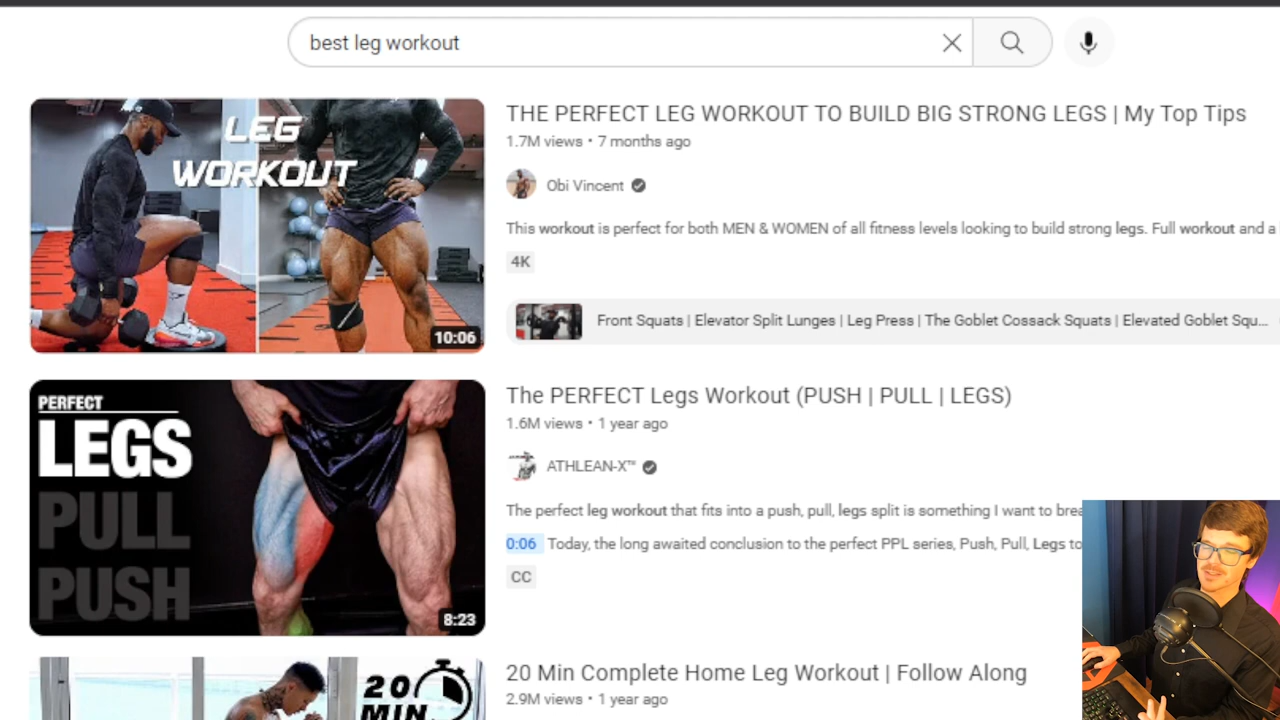 best leg workout
LEG
WORKOUT
10:06
THE PERFECT LEG WORKOUT TO BUILD BIG STRONG LEGS | My Top Tips
1.7M views • 7 months ago
Obi Vincent
This workout is perfect for both MEN & WOMEN of all fitness levels looking to build strong legs. Full workout and a
4K
Front Squats | Elevator Split Lunges | Leg Press | The Goblet Cossack Squats | Elevated Goblet Squ...
PERFECT
LEGS
PULL
PUSH
8:23
The PERFECT Legs Workout (PUSH | PULL | LEGS)
1.6M views • 1 year ago
ATHLEAN-X™
The perfect leg workout that fits into a push, pull, legs split is something I want to brea
0:06 Today, the long awaited conclusion to the perfect PPL series, Push, Pull, Legs to
CC
20
MIN
20 Min Complete Home Leg Workout | Follow Along
2.9M views • 1 year ago